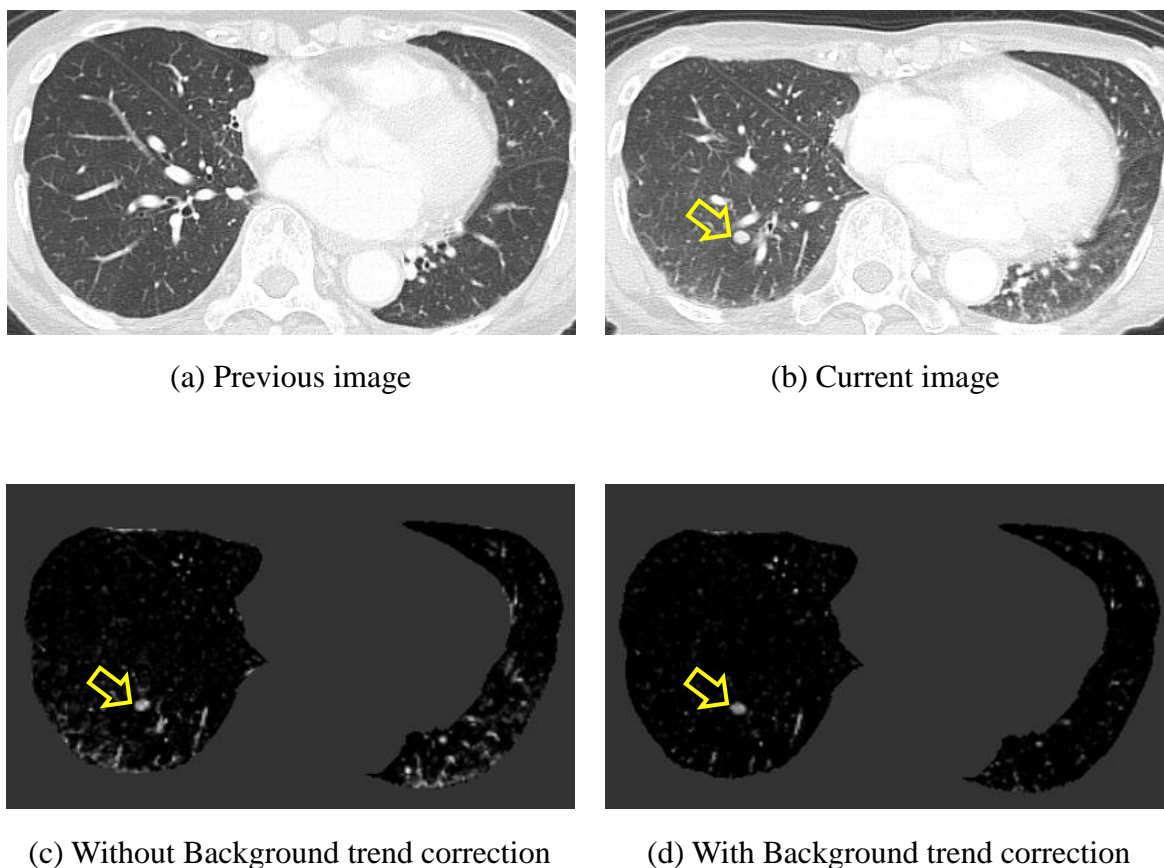 (a) Previous image
(b) Current image
(c) Without Background trend correction
(d) With Background trend correction